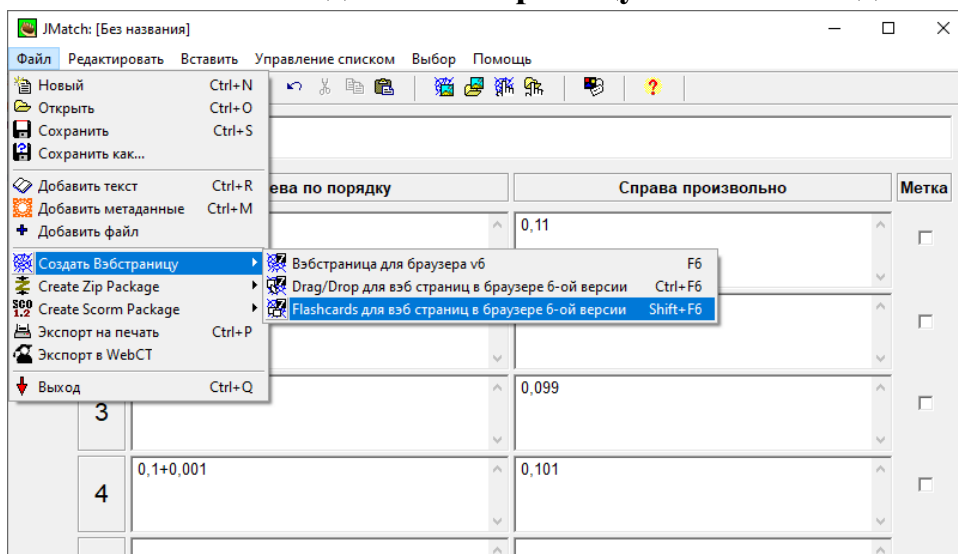 JMatch: [Без названия]
Файл Редактировать Вставить Управление списком Выбор Помощь
Новый Ctrl+N
Открыть Ctrl+O
Сохранить Ctrl+S
Сохранить как...
Добавить текст Ctrl+R
ева по порядку Справа произвольно Метка
Добавить метаданные Ctrl+M
Добавить файл
0,11
Создать Вэбстраницу
Вэбстраница для браузера v6 F6
Create Zip Package
Drag/Drop для вэб страниц в браузере 6-ой версии Ctrl+F6
Create Scorm Package
Flashcards для вэб страниц в браузере 6-ой версии Shift+F6
Экспорт на печать Ctrl+P
Экспорт в WebCT
Выход Ctrl+Q
3 0,099
4 0,1+0,001 0,101